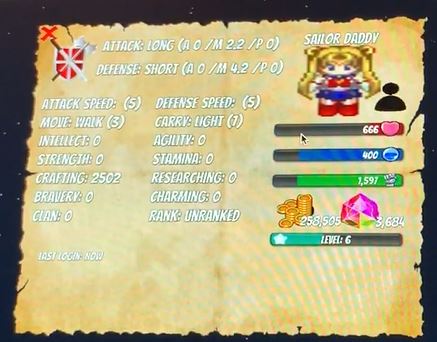 SAILOR DADDY
ATTACK: LONG (A 0 /M 2.2 /P 0)
DEFENSE: SHORT (A 0 /M 4.2 /P 0)
ATTACK SPEED: (5) DEFENSE SPEED: (5)
MOVE: WALK (3) CARRY: LIGHT (1)
INTELLECT: 0 AGILITY: 0
STRENGTH: 0 STAMINA: 0
CRAFTING: 2502 RESEARCHING: 0
BRAVERY: 0 CHARMING: 0
CLAN: 0 RANK: UNRANKED
LAST LOGIN: NOW
666
400
1,597
258,505 3,684
LEVEL: 6